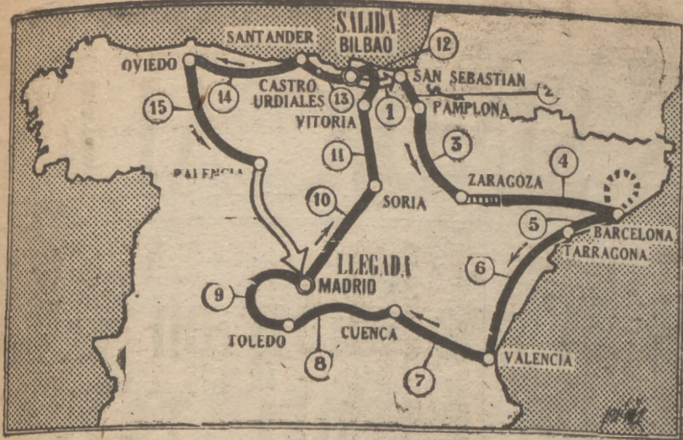 SALIDA
BILBAO
12
SANTANDER
OVIEDO
SAN SEBASTIAN
CASTRO
URDIALES
13
14
1
2
PAMPLONA
15
VITORIA
11
3
4
PALENCIA
ZARAGOZA
10
SORIA
5
BARCELONA
TARRAGONA
6
LLEGADA
9
MADRID
TOLEDO
CUENCA
8
7
VALENCIA